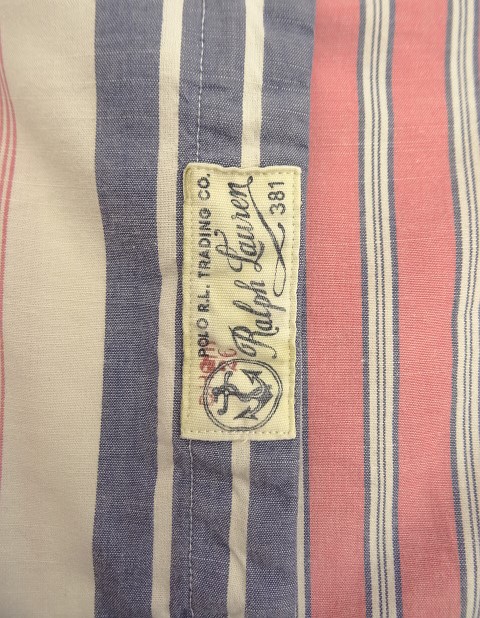 POLO R.L. TRADING CO.
Ralph Lauren
381